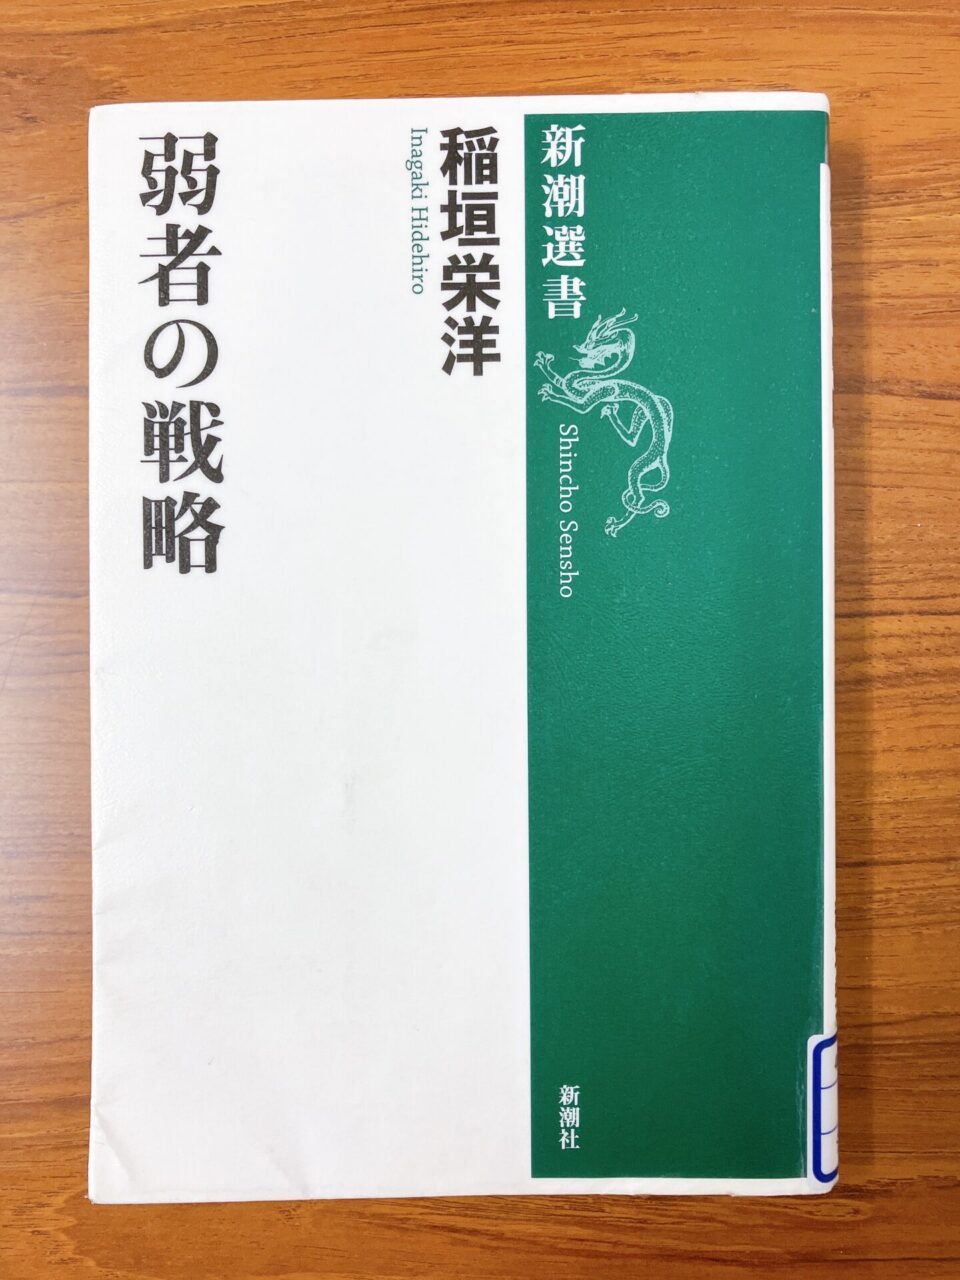 新潮選書
Shincho Sensho
稲垣栄洋
Inagaki Hidehiro
弱者の戦略
新潮社